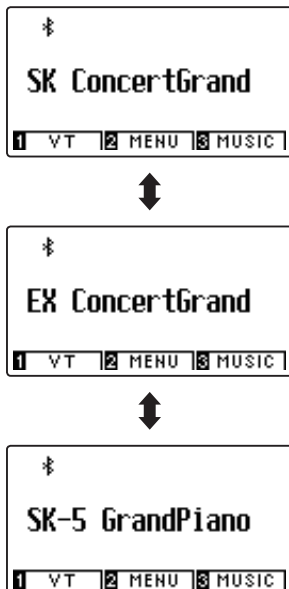 SK ConcertGrand
1 VT 2 MENU 3 MUSIC
EX ConcertGrand
1 VT 2 MENU 3 MUSIC
SK-5 GrandPiano
1 VT 2 MENU 3 MUSIC